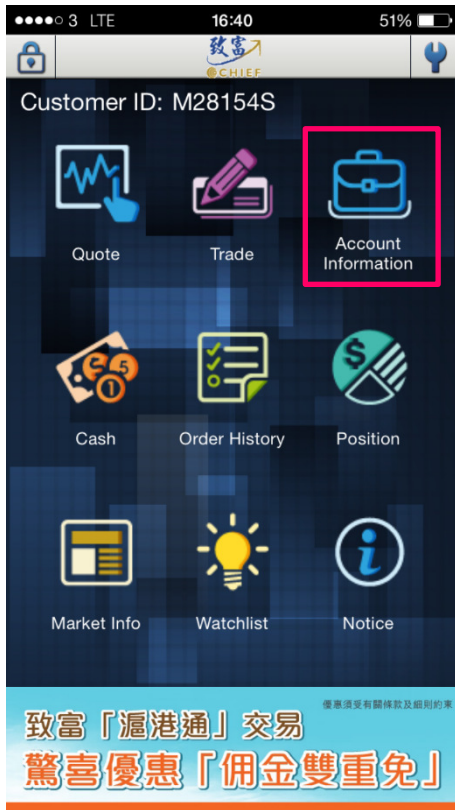 3 LTE 16:40 51%
致富
CHIEF
Customer ID: M28154S
Quote
Trade
Account
Information
Cash
Order History
Position
Market Info
Watchlist
Notice
優惠須受有關條款及細則約束
致富「滬港通」交易
驚喜優惠「佣金雙重免」